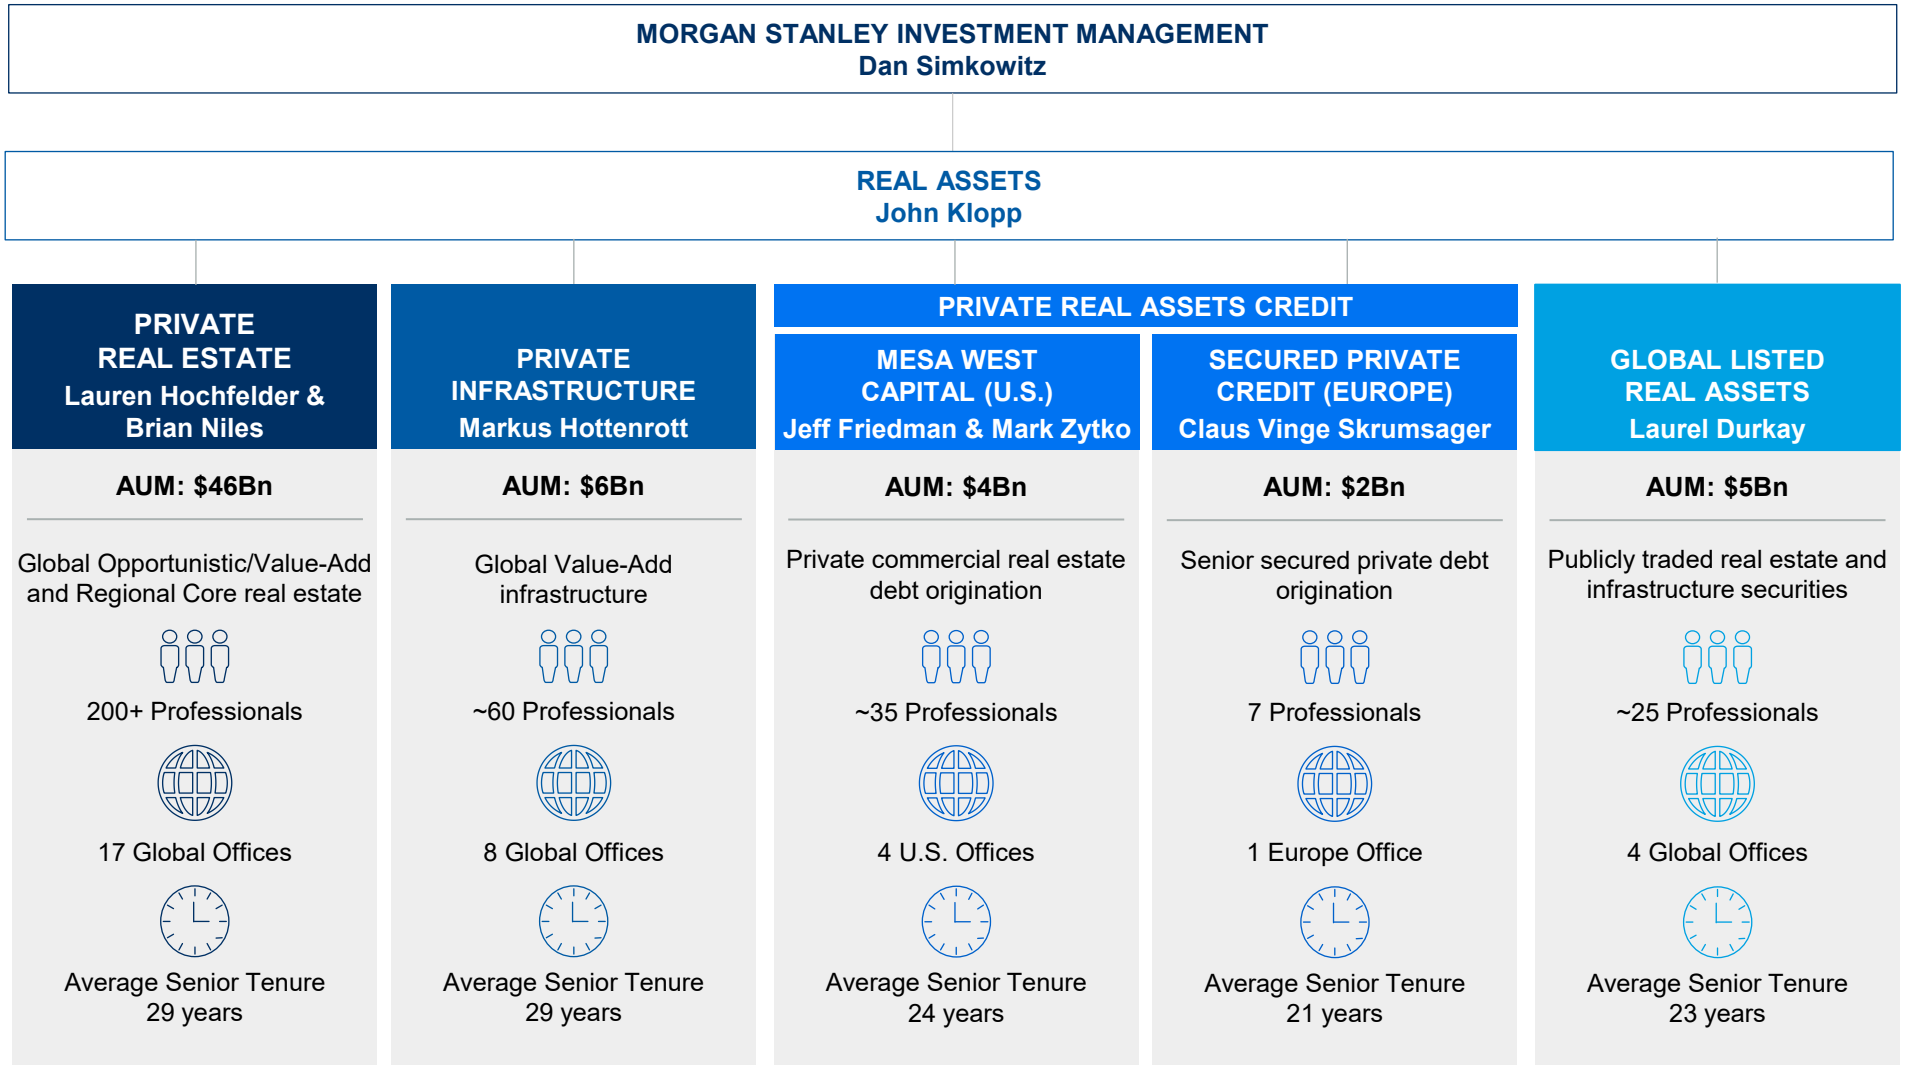 MORGAN STANLEY INVESTMENT MANAGEMENT
Dan Simkowitz
REAL ASSETS
John Klopp
PRIVATE
REAL ESTATE
Lauren Hochfelder &
Brian Niles
AUM: $46Bn
Global Opportunistic/Value-Add
and Regional Core real estate
200+ Professionals
17 Global Offices
Average Senior Tenure
29 years
PRIVATE
INFRASTRUCTURE
Markus Hottenrott
AUM: $6Bn
Global Value-Add
infrastructure
~60 Professionals
8 Global Offices
Average Senior Tenure
29 years
PRIVATE REAL ASSETS CREDIT
MESA WEST
CAPITAL (U.S.)
Jeff Friedman & Mark Zytko
AUM: $4Bn
Private commercial real estate
debt origination
~35 Professionals
4 U.S. Offices
Average Senior Tenure
24 years
SECURED PRIVATE
CREDIT (EUROPE)
Claus Vinge Skrumsager
AUM: $2Bn
Senior secured private debt
origination
7 Professionals
1 Europe Office
Average Senior Tenure
21 years
GLOBAL LISTED
REAL ASSETS
Laurel Durkay
AUM: $5Bn
Publicly traded real estate and
infrastructure securities
~25 Professionals
4 Global Offices
Average Senior Tenure
23 years